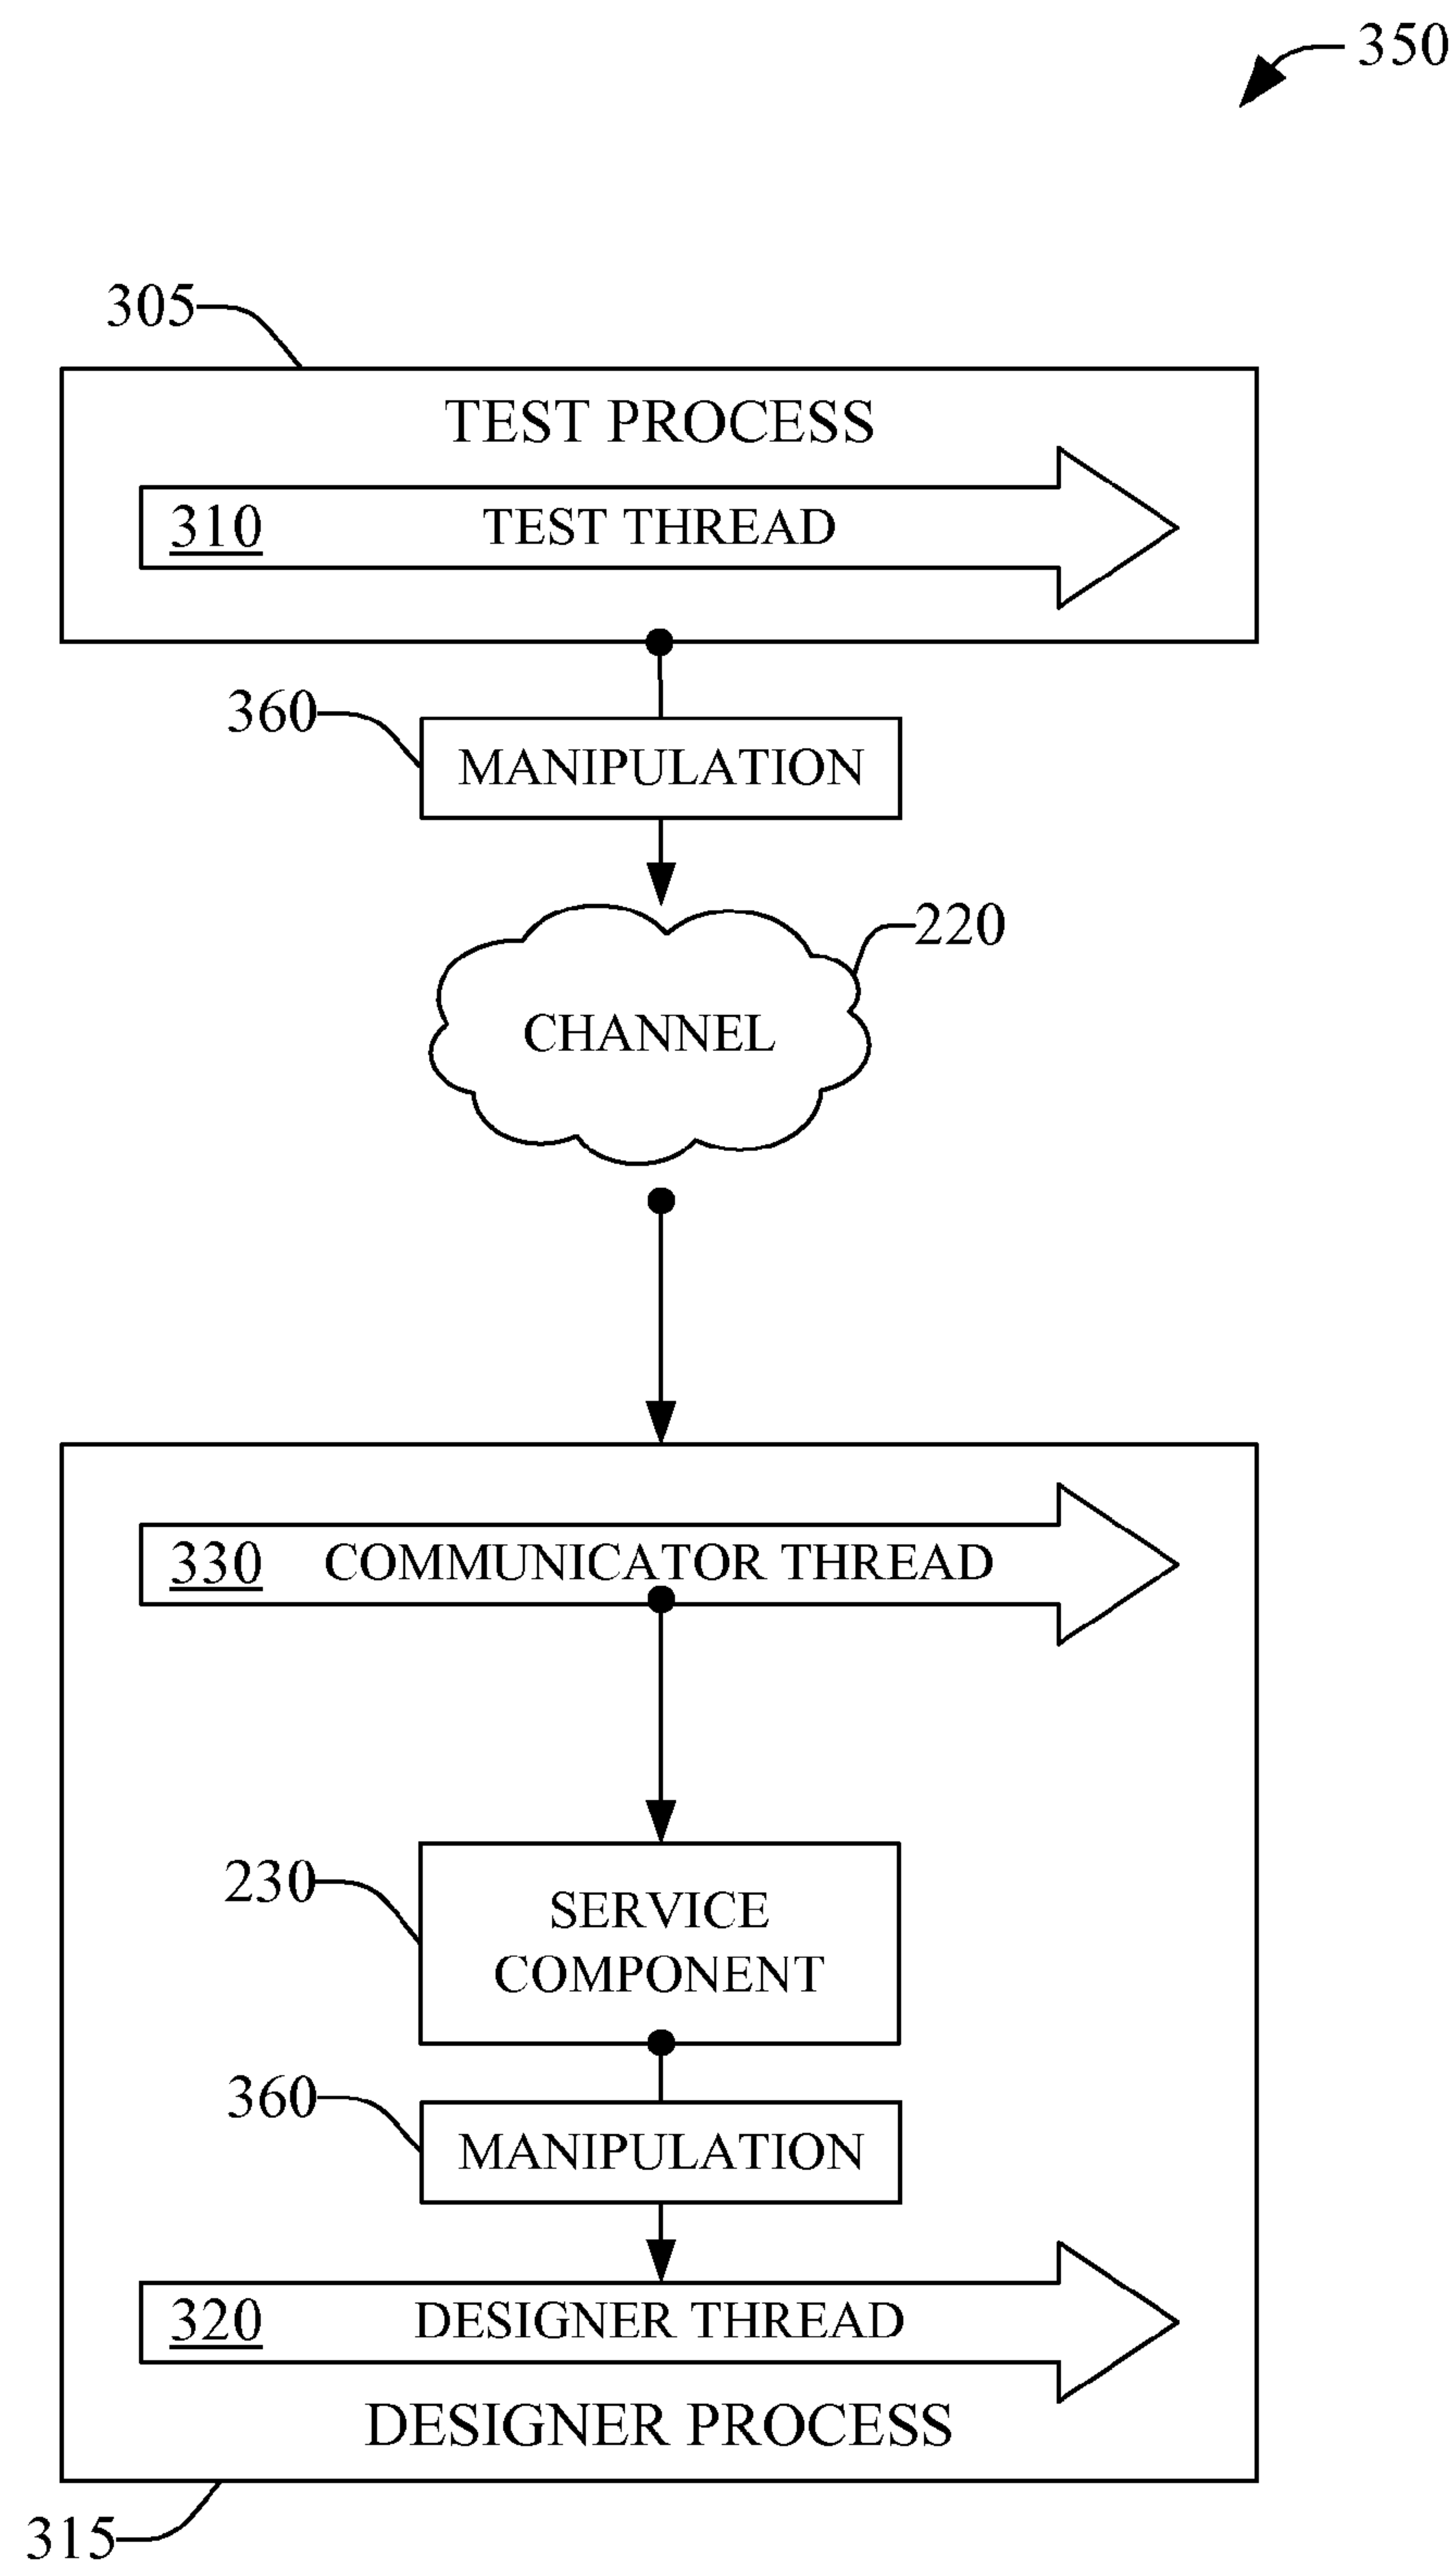 350
305
TEST PROCESS
310 TEST THREAD
360
MANIPULATION
220
CHANNEL
330 COMMUNICATOR THREAD
230
SERVICE
COMPONENT
360
MANIPULATION
320 DESIGNER THREAD
DESIGNER PROCESS
315